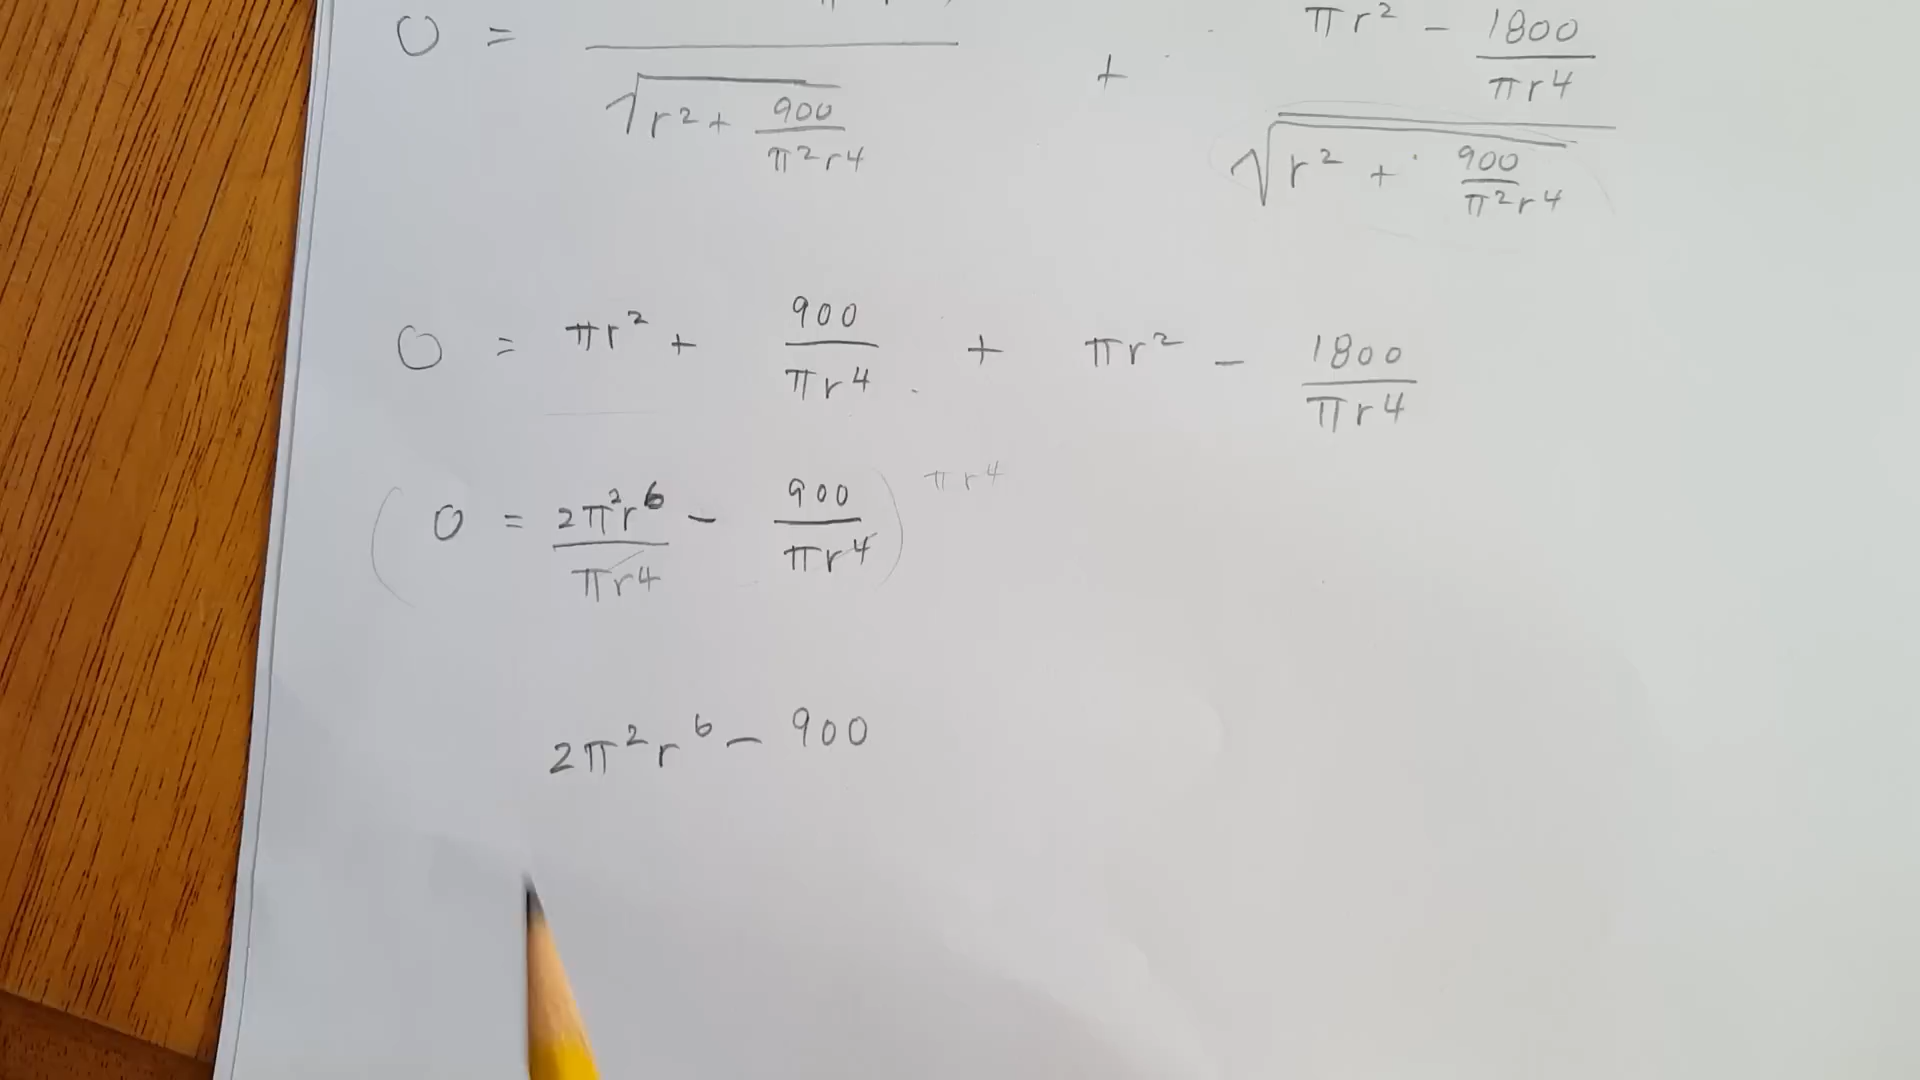 0 = ――― / √(r² + 900/π²r⁴) + (πr² − 1800/πr⁴) / √(r² + 900/π²r⁴)
0 = πr² + 900/πr⁴ + πr² − 1800/πr⁴
(0 = 2π²r⁶/πr⁴ − 900/πr⁴) πr⁴
2π²r⁶ − 900